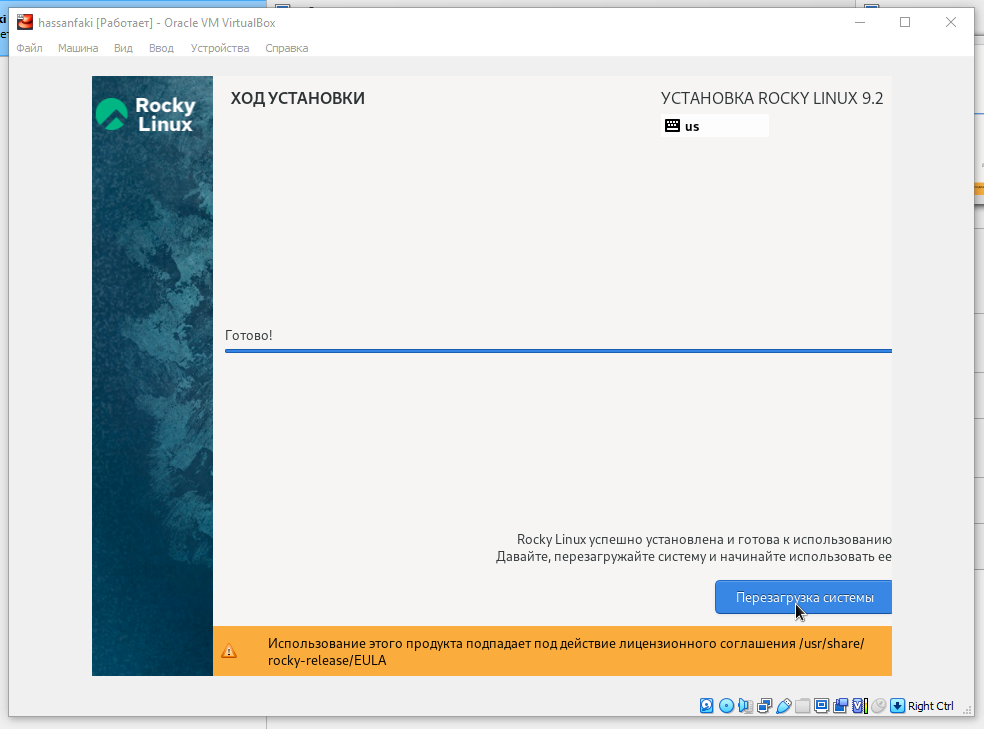 hassanfaki [Работает] - Oracle VM VirtualBox
Файл Машина Вид Ввод Устройства Справка
Rocky
Linux
ХОД УСТАНОВКИ
УСТАНОВКА ROCKY LINUX 9.2
us
Готово!
Rocky Linux успешно установлена и готова к использованию
Давайте, перезагружайте систему и начинайте использовать ее
Перезагрузка системы
Использование этого продукта подпадает под действие лицензионного соглашения /usr/share/
rocky-release/EULA
Right Ctrl